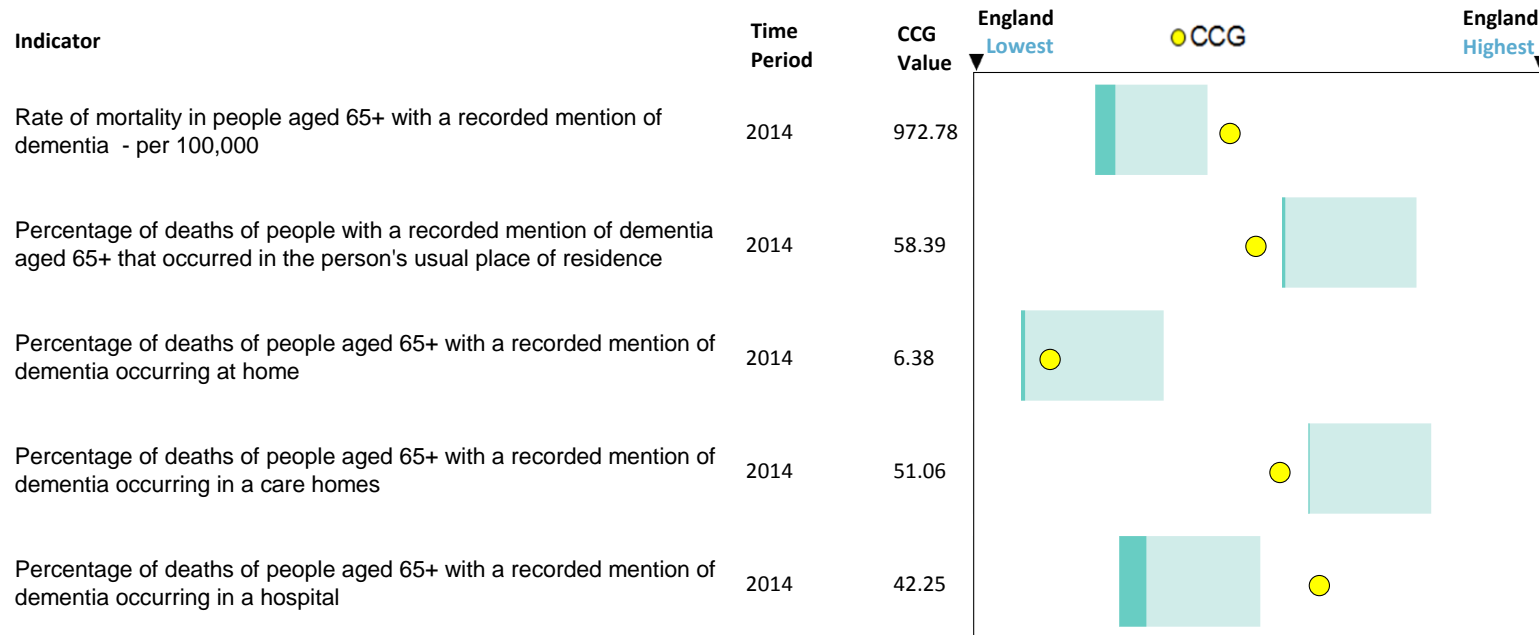 Indicator
Time
Period
CCG
Value
England
Lowest
CCG
England
Highest
Rate of mortality in people aged 65+ with a recorded mention of
dementia - per 100,000
2014
972.78
Percentage of deaths of people with a recorded mention of dementia
aged 65+ that occurred in the person's usual place of residence
2014
58.39
Percentage of deaths of people aged 65+ with a recorded mention of
dementia occurring at home
2014
6.38
Percentage of deaths of people aged 65+ with a recorded mention of
dementia occurring in a care homes
2014
51.06
Percentage of deaths of people aged 65+ with a recorded mention of
dementia occurring in a hospital
2014
42.25